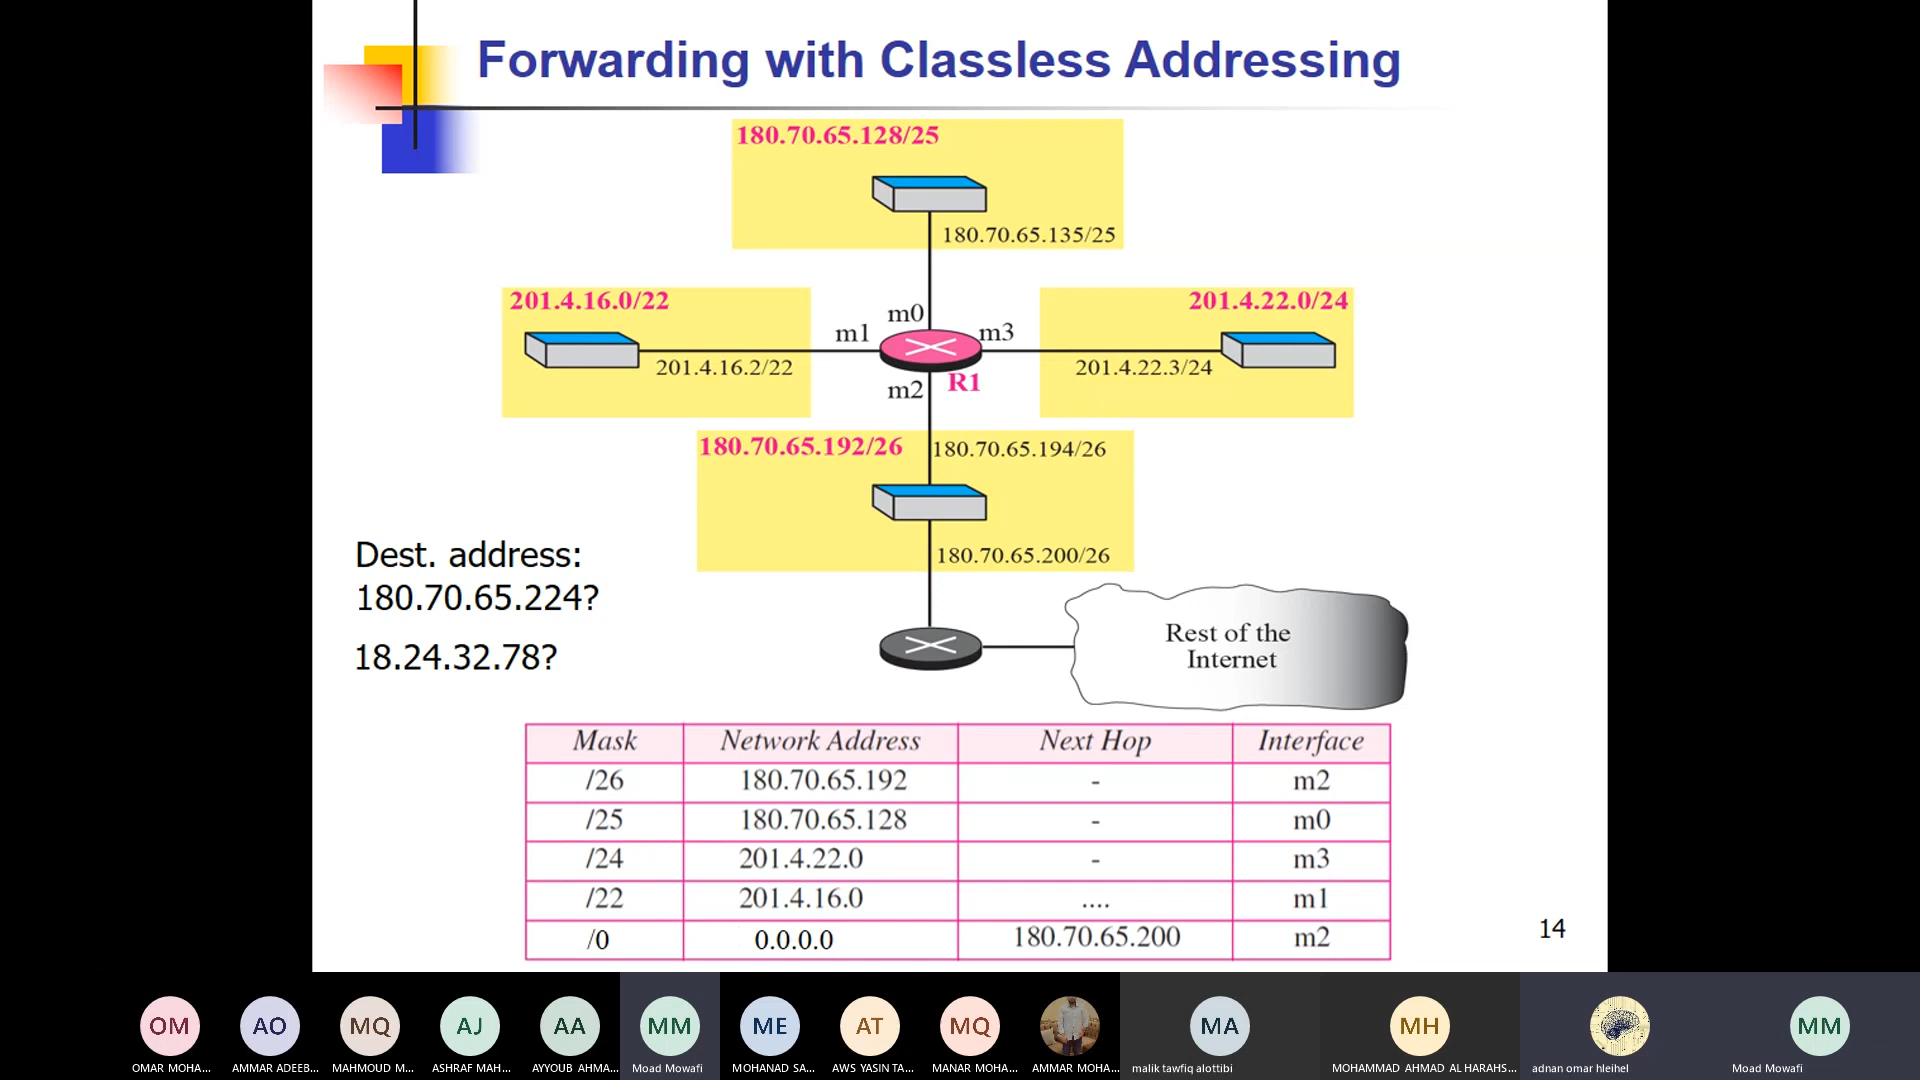 Forwarding with Classless Addressing
180.70.65.128/25
180.70.65.135/25
201.4.16.0/22
201.4.22.0/24
m0
m1
m3
201.4.16.2/22
201.4.22.3/24
m2
R1
180.70.65.192/26
180.70.65.194/26
180.70.65.200/26
Dest. address:
180.70.65.224?
18.24.32.78?
Rest of the
Internet
Mask Network Address Next Hop Interface
/26 180.70.65.192 - m2
/25 180.70.65.128 - m0
/24 201.4.22.0 - m3
/22 201.4.16.0 .... m1
/0 0.0.0.0 180.70.65.200 m2
14
OM AO MQ AJ AA MM ME AT MQ MA MH MM
OMAR MOHA... AMMAR ADEEB... MAHMOUD M... ASHRAF MAH... AYYOUB AHMA... Moad Mowafi MOHANAD SA... AWS YASIN TA... MANAR MOHA... AMMAR MOHA... malik tawfiq alottibi MOHAMMAD AHMAD AL HARAHS... adnan omar hleihel Moad Mowafi